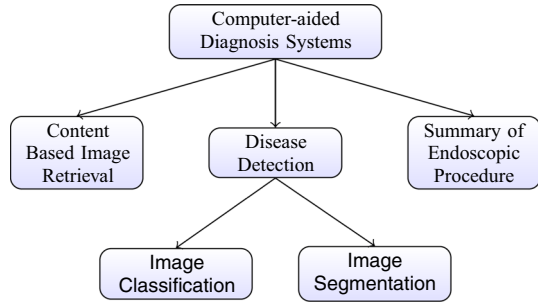 Computer-aided
Diagnosis Systems
Content
Based Image
Retrieval
Disease
Detection
Summary of
Endoscopic
Procedure
Image
Classification
Image
Segmentation